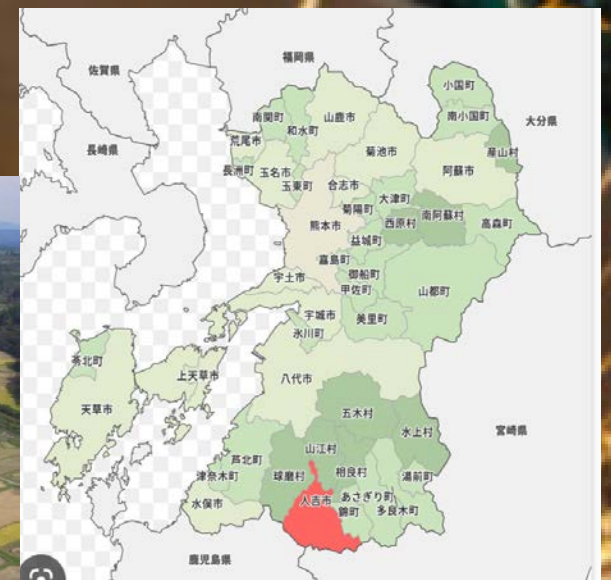 福岡県
佐賀県
小国町
南小国町
大分県
南関町
和水町
山鹿市
荒尾市
菊池市
産山村
長崎県
長洲町
玉名市
玉東町
合志市
阿蘇市
大津町
菊陽町
熊本市
西原村
南阿蘇村
高森町
益城町
嘉島町
宇土市
御船町
甲佐町
山都町
宇城市
美里町
氷川町
苓北町
上天草市
八代市
天草市
五木村
水上村
宮崎県
山江村
芦北町
相良村
津奈木町
球磨村
湯前町
人吉市
あさぎり町
水俣市
錦町
多良木町
鹿児島県